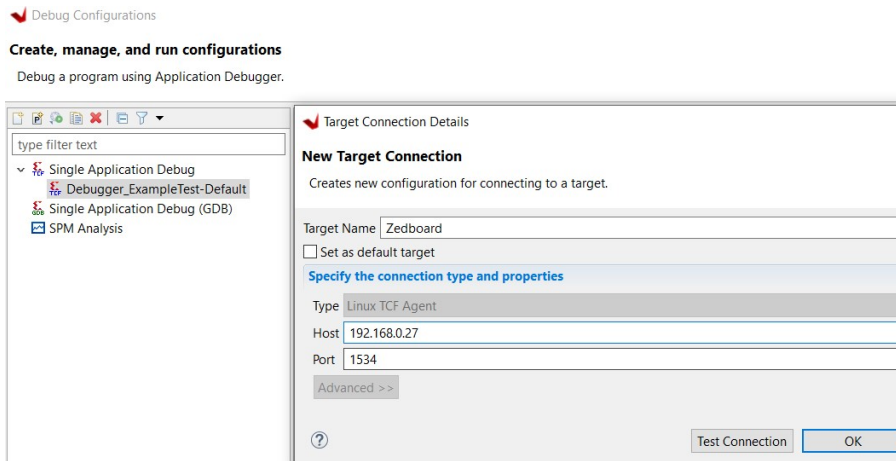 Debug Configurations
Create, manage, and run configurations
Debug a program using Application Debugger.
type filter text
Single Application Debug
Debugger_ExampleTest-Default
Single Application Debug (GDB)
SPM Analysis
Target Connection Details
New Target Connection
Creates new configuration for connecting to a target.
Target Name Zedboard
Set as default target
Specify the connection type and properties
Type Linux TCF Agent
Host 192.168.0.27
Port 1534
Advanced >>
? Test Connection OK